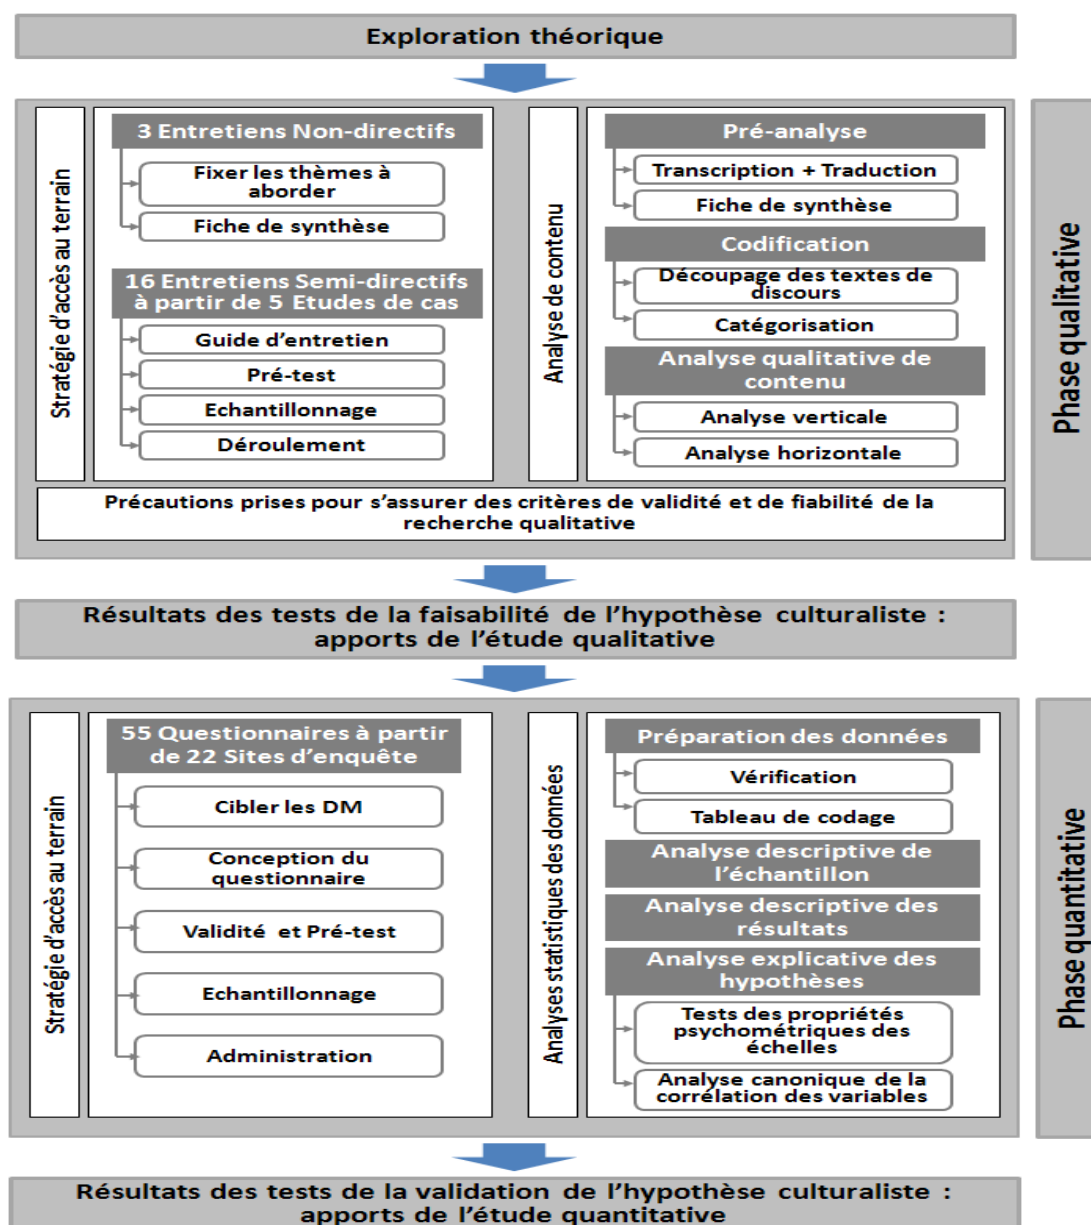 Exploration théorique
Stratégie d'accès au terrain
3 Entretiens Non-directifs
Fixer les thèmes à
aborder
Fiche de synthèse
16 Entretiens Semi-directifs
à partir de 5 Etudes de cas
Guide d'entretien
Pré-test
Echantillonnage
Déroulement
Analyse de contenu
Pré-analyse
Transcription + Traduction
Fiche de synthèse
Codification
Découpage des textes de
discours
Catégorisation
Analyse qualitative de
contenu
Analyse verticale
Analyse horizontale
Précautions prises pour s'assurer des critères de validité et de fiabilité de la
recherche qualitative
Phase qualitative
Résultats des tests de la faisabilité de l'hypothèse culturaliste :
apports de l'étude qualitative
Stratégie d'accès au terrain
55 Questionnaires à partir
de 22 Sites d'enquête
Cibler les DM
Conception du
questionnaire
Validité et Pré-test
Echantillonnage
Administration
Analyses statistiques des données
Préparation des données
Vérification
Tableau de codage
Analyse descriptive de
l'échantillon
Analyse descriptive des
résultats
Analyse explicative des
hypothèses
Tests des propriétés
psychométriques des
échelles
Analyse canonique de la
corrélation des variables
Phase quantitative
Résultats des tests de la validation de l'hypothèse culturaliste :
apports de l'étude quantitative